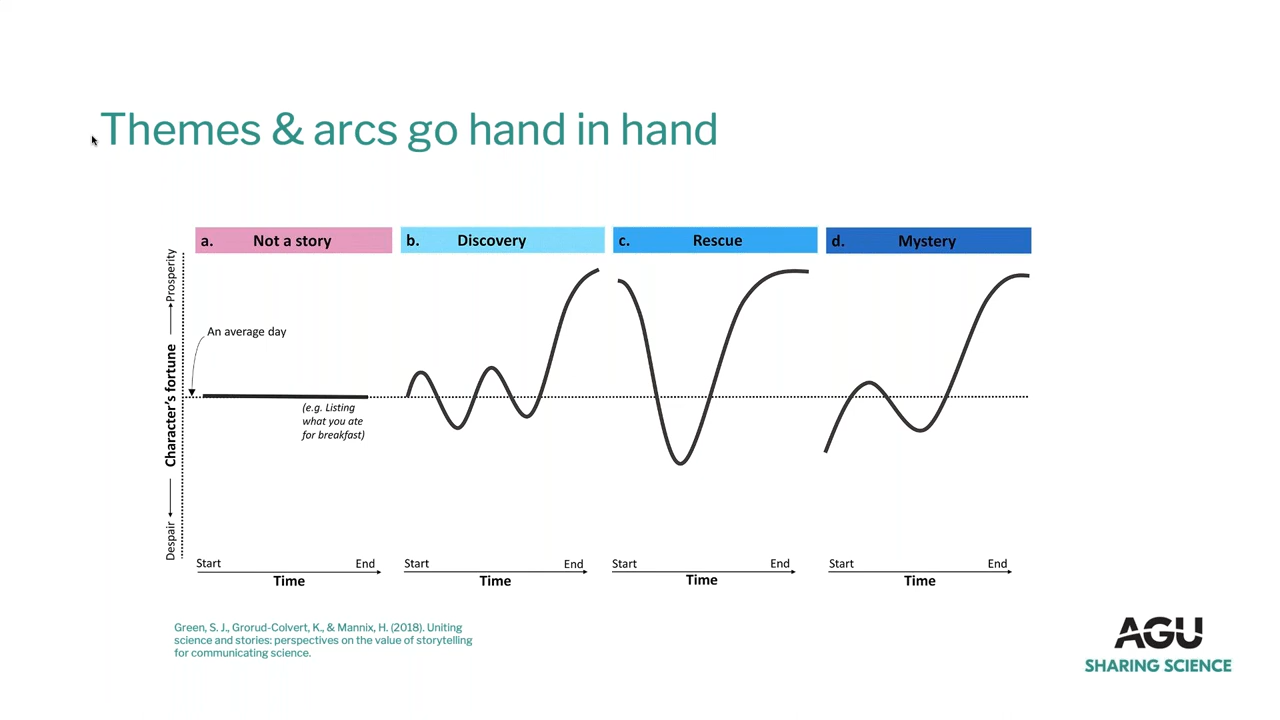 Themes & arcs go hand in hand
a. Not a story
b. Discovery
c. Rescue
d. Mystery
Prosperity
Character's fortune
Despair
An average day
(e.g. Listing
what you ate
for breakfast)
Start End
Time
Start End
Time
Start End
Time
Start End
Time
Green, S. J., Grorud-Colvert, K., & Mannix, H. (2018). Uniting
science and stories: perspectives on the value of storytelling
for communicating science.
AGU
SHARING SCIENCE